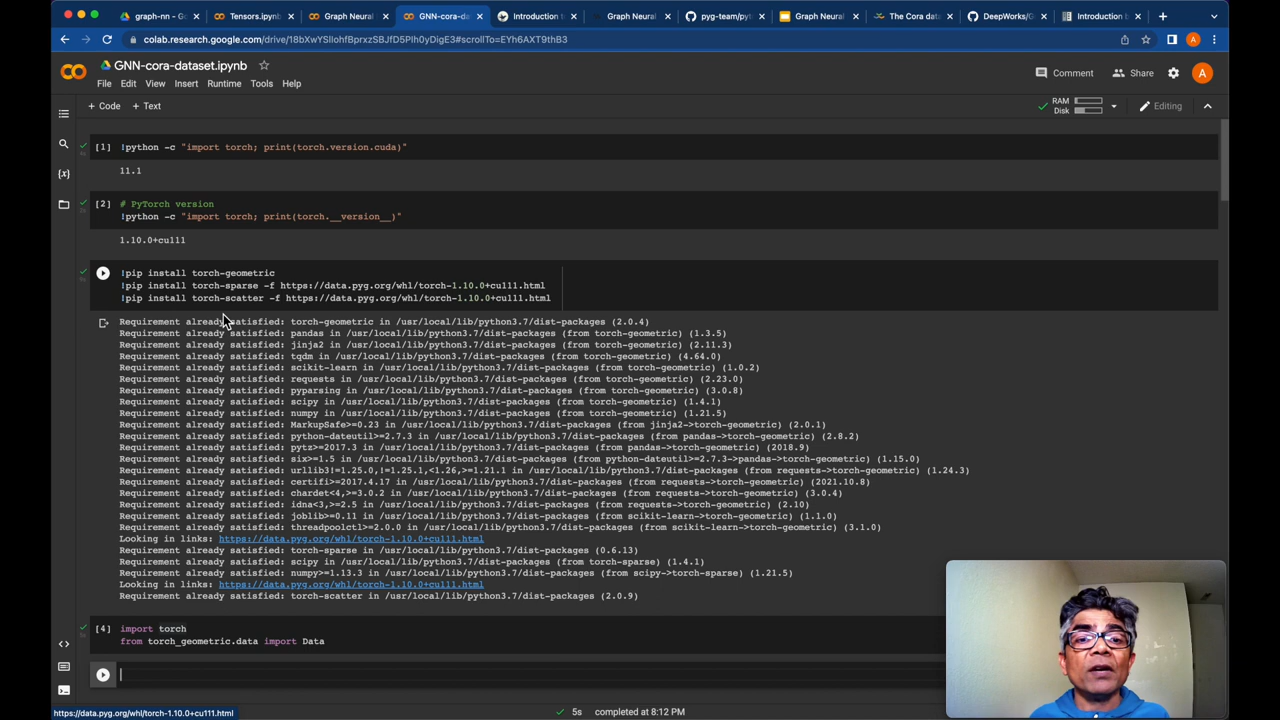 graph-nn - Go
Tensors.ipynb
Graph Neural
GNN-cora-da
Introduction t
Graph Neural
pyg-team/pyt
Graph Neural
The Cora dat
DeepWorks/G
Introduction b
colab.research.google.com/drive/18bXwYSlIohfBprxzSBJfD5PIh0yDigE3#scrollTo=EYh6AXT9thB3
GNN-cora-dataset.ipynb
Comment
Share
A
File Edit View Insert Runtime Tools Help
+ Code + Text
RAM
Disk
Editing
[1] !python -c "import torch; print(torch.version.cuda)"
11.1
[2] # PyTorch version
!python -c "import torch; print(torch.__version__)"
1.10.0+cu111
!pip install torch-geometric
!pip install torch-sparse -f https://data.pyg.org/whl/torch-1.10.0+cu111.html
!pip install torch-scatter -f https://data.pyg.org/whl/torch-1.10.0+cu111.html
Requirement already satisfied: torch-geometric in /usr/local/lib/python3.7/dist-packages (2.0.4)
Requirement already satisfied: pandas in /usr/local/lib/python3.7/dist-packages (from torch-geometric) (1.3.5)
Requirement already satisfied: jinja2 in /usr/local/lib/python3.7/dist-packages (from torch-geometric) (2.11.3)
Requirement already satisfied: tqdm in /usr/local/lib/python3.7/dist-packages (from torch-geometric) (4.64.0)
Requirement already satisfied: scikit-learn in /usr/local/lib/python3.7/dist-packages (from torch-geometric) (1.0.2)
Requirement already satisfied: requests in /usr/local/lib/python3.7/dist-packages (from torch-geometric) (2.23.0)
Requirement already satisfied: pyparsing in /usr/local/lib/python3.7/dist-packages (from torch-geometric) (3.0.8)
Requirement already satisfied: scipy in /usr/local/lib/python3.7/dist-packages (from torch-geometric) (1.4.1)
Requirement already satisfied: numpy in /usr/local/lib/python3.7/dist-packages (from torch-geometric) (1.21.5)
Requirement already satisfied: MarkupSafe>=0.23 in /usr/local/lib/python3.7/dist-packages (from jinja2->torch-geometric) (2.0.1)
Requirement already satisfied: python-dateutil>=2.7.3 in /usr/local/lib/python3.7/dist-packages (from pandas->torch-geometric) (2.8.2)
Requirement already satisfied: pytz>=2017.3 in /usr/local/lib/python3.7/dist-packages (from pandas->torch-geometric) (2018.9)
Requirement already satisfied: six>=1.5 in /usr/local/lib/python3.7/dist-packages (from python-dateutil>=2.7.3->pandas->torch-geometric) (1.15.0)
Requirement already satisfied: urllib3!=1.25.0,!=1.25.1,<1.26,>=1.21.1 in /usr/local/lib/python3.7/dist-packages (from requests->torch-geometric) (1.24.3)
Requirement already satisfied: certifi>=2017.4.17 in /usr/local/lib/python3.7/dist-packages (from requests->torch-geometric) (2021.10.8)
Requirement already satisfied: chardet<4,>=3.0.2 in /usr/local/lib/python3.7/dist-packages (from requests->torch-geometric) (3.0.4)
Requirement already satisfied: idna<3,>=2.5 in /usr/local/lib/python3.7/dist-packages (from requests->torch-geometric) (2.10)
Requirement already satisfied: joblib>=0.11 in /usr/local/lib/python3.7/dist-packages (from scikit-learn->torch-geometric) (1.1.0)
Requirement already satisfied: threadpoolctl>=2.0.0 in /usr/local/lib/python3.7/dist-packages (from scikit-learn->torch-geometric) (3.1.0)
Looking in links: https://data.pyg.org/whl/torch-1.10.0+cu111.html
Requirement already satisfied: torch-sparse in /usr/local/lib/python3.7/dist-packages (0.6.13)
Requirement already satisfied: scipy in /usr/local/lib/python3.7/dist-packages (from torch-sparse) (1.4.1)
Requirement already satisfied: numpy>=1.13.3 in /usr/local/lib/python3.7/dist-packages (from scipy->torch-sparse) (1.21.5)
Looking in links: https://data.pyg.org/whl/torch-1.10.0+cu111.html
Requirement already satisfied: torch-scatter in /usr/local/lib/python3.7/dist-packages (2.0.9)
[4] import torch
from torch_geometric.data import Data
https://data.pyg.org/whl/torch-1.10.0+cu111.html
5s completed at 8:12 PM